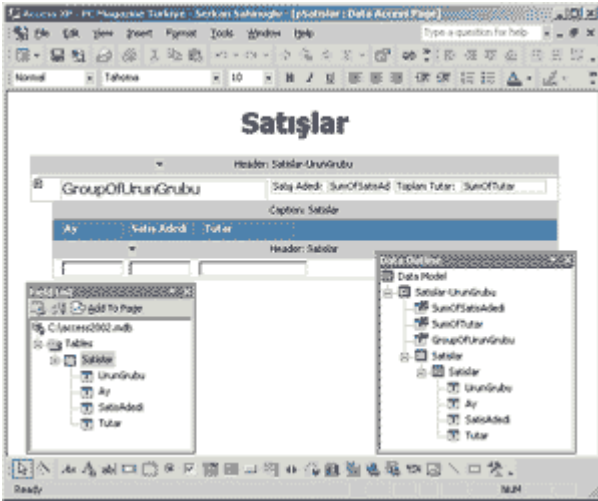 Access XP - PC Magazine Türkiye - Serkan Salınoglu - [pSatislar : Data Access Page]
File Edit View Insert Format Tools Window Help Type a question for help
Normal Tahoma 10 B I U
Satışlar
Header: Satislar-UrunGrubu
GroupOfUrunGrubu Satış Adedi: SumOfSatisAd Toplam Tutar: SumOfTutar
Caption: Satislar
Ay Satis Adedi Tutar
Header: Satislar
Field List
Add To Page
C:\access2002.mdb
Tables
Satislar
UrunGrubu
Ay
SatisAdedi
Tutar
Data Outline
Data Model
Satislar-UrunGrubu
SumOfSatisAdedi
SumOfTutar
GroupOfUrunGrubu
Satislar
Satislar
UrunGrubu
Ay
SatisAdedi
Tutar
Ready NUM